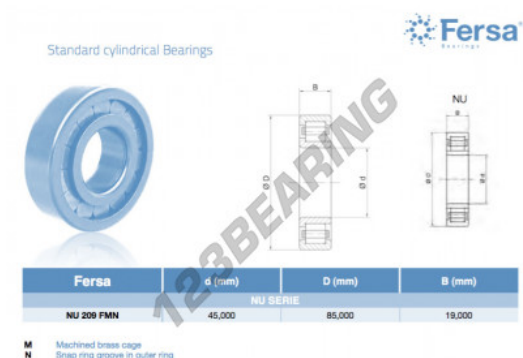 Fersa
Bearings
Standard cylindrical Bearings
B
Ø D
Ø d
NU
B
Ø D
Ø d
123BEARING
Fersa d (mm) D (mm) B (mm)
NU SERIE
NU 209 FMN 45,000 85,000 19,000
M Machined brass cage
N Snap ring groove in outer ring